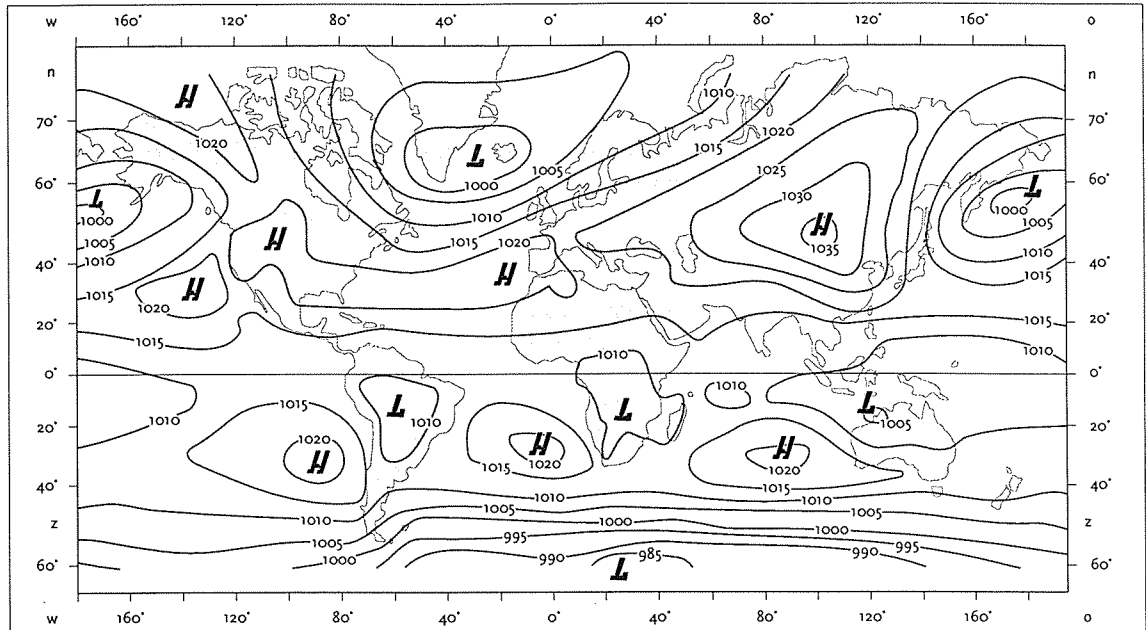 w 160° 120° 80° 40° 0° 40° 80° 120° 160° o
n H 1010 n
70° 1020 1020 70°
1015
L 1005 1025
60° L 1000 1030 L 60°
1000 1010 H 1000
1005 H 1015 1020 1035 1005
1010 H 1010
40° 1015 40°
1015 H
1020
20° 1015 20°
1015 1010
1010
0° 0°
1010 L
1015 L L 1005
1010 1010
20° 20°
1020 H H
H 1015 1020 1020
1015
40° 1010 1010 40°
1010 1005
z 1000 1000 z
1005 995 995
1000 990 985 990
60° L 60°
w 160° 120° 80° 40° 0° 40° 80° 120° 160° o